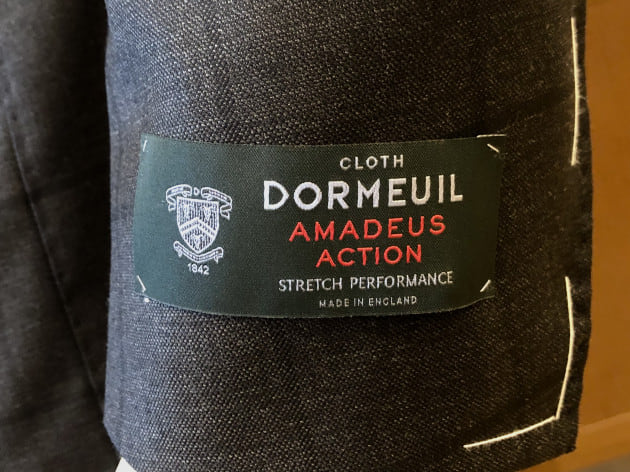 CLOTH
DORMEUIL
AMADEUS
ACTION
STRETCH PERFORMANCE
MADE IN ENGLAND
1842